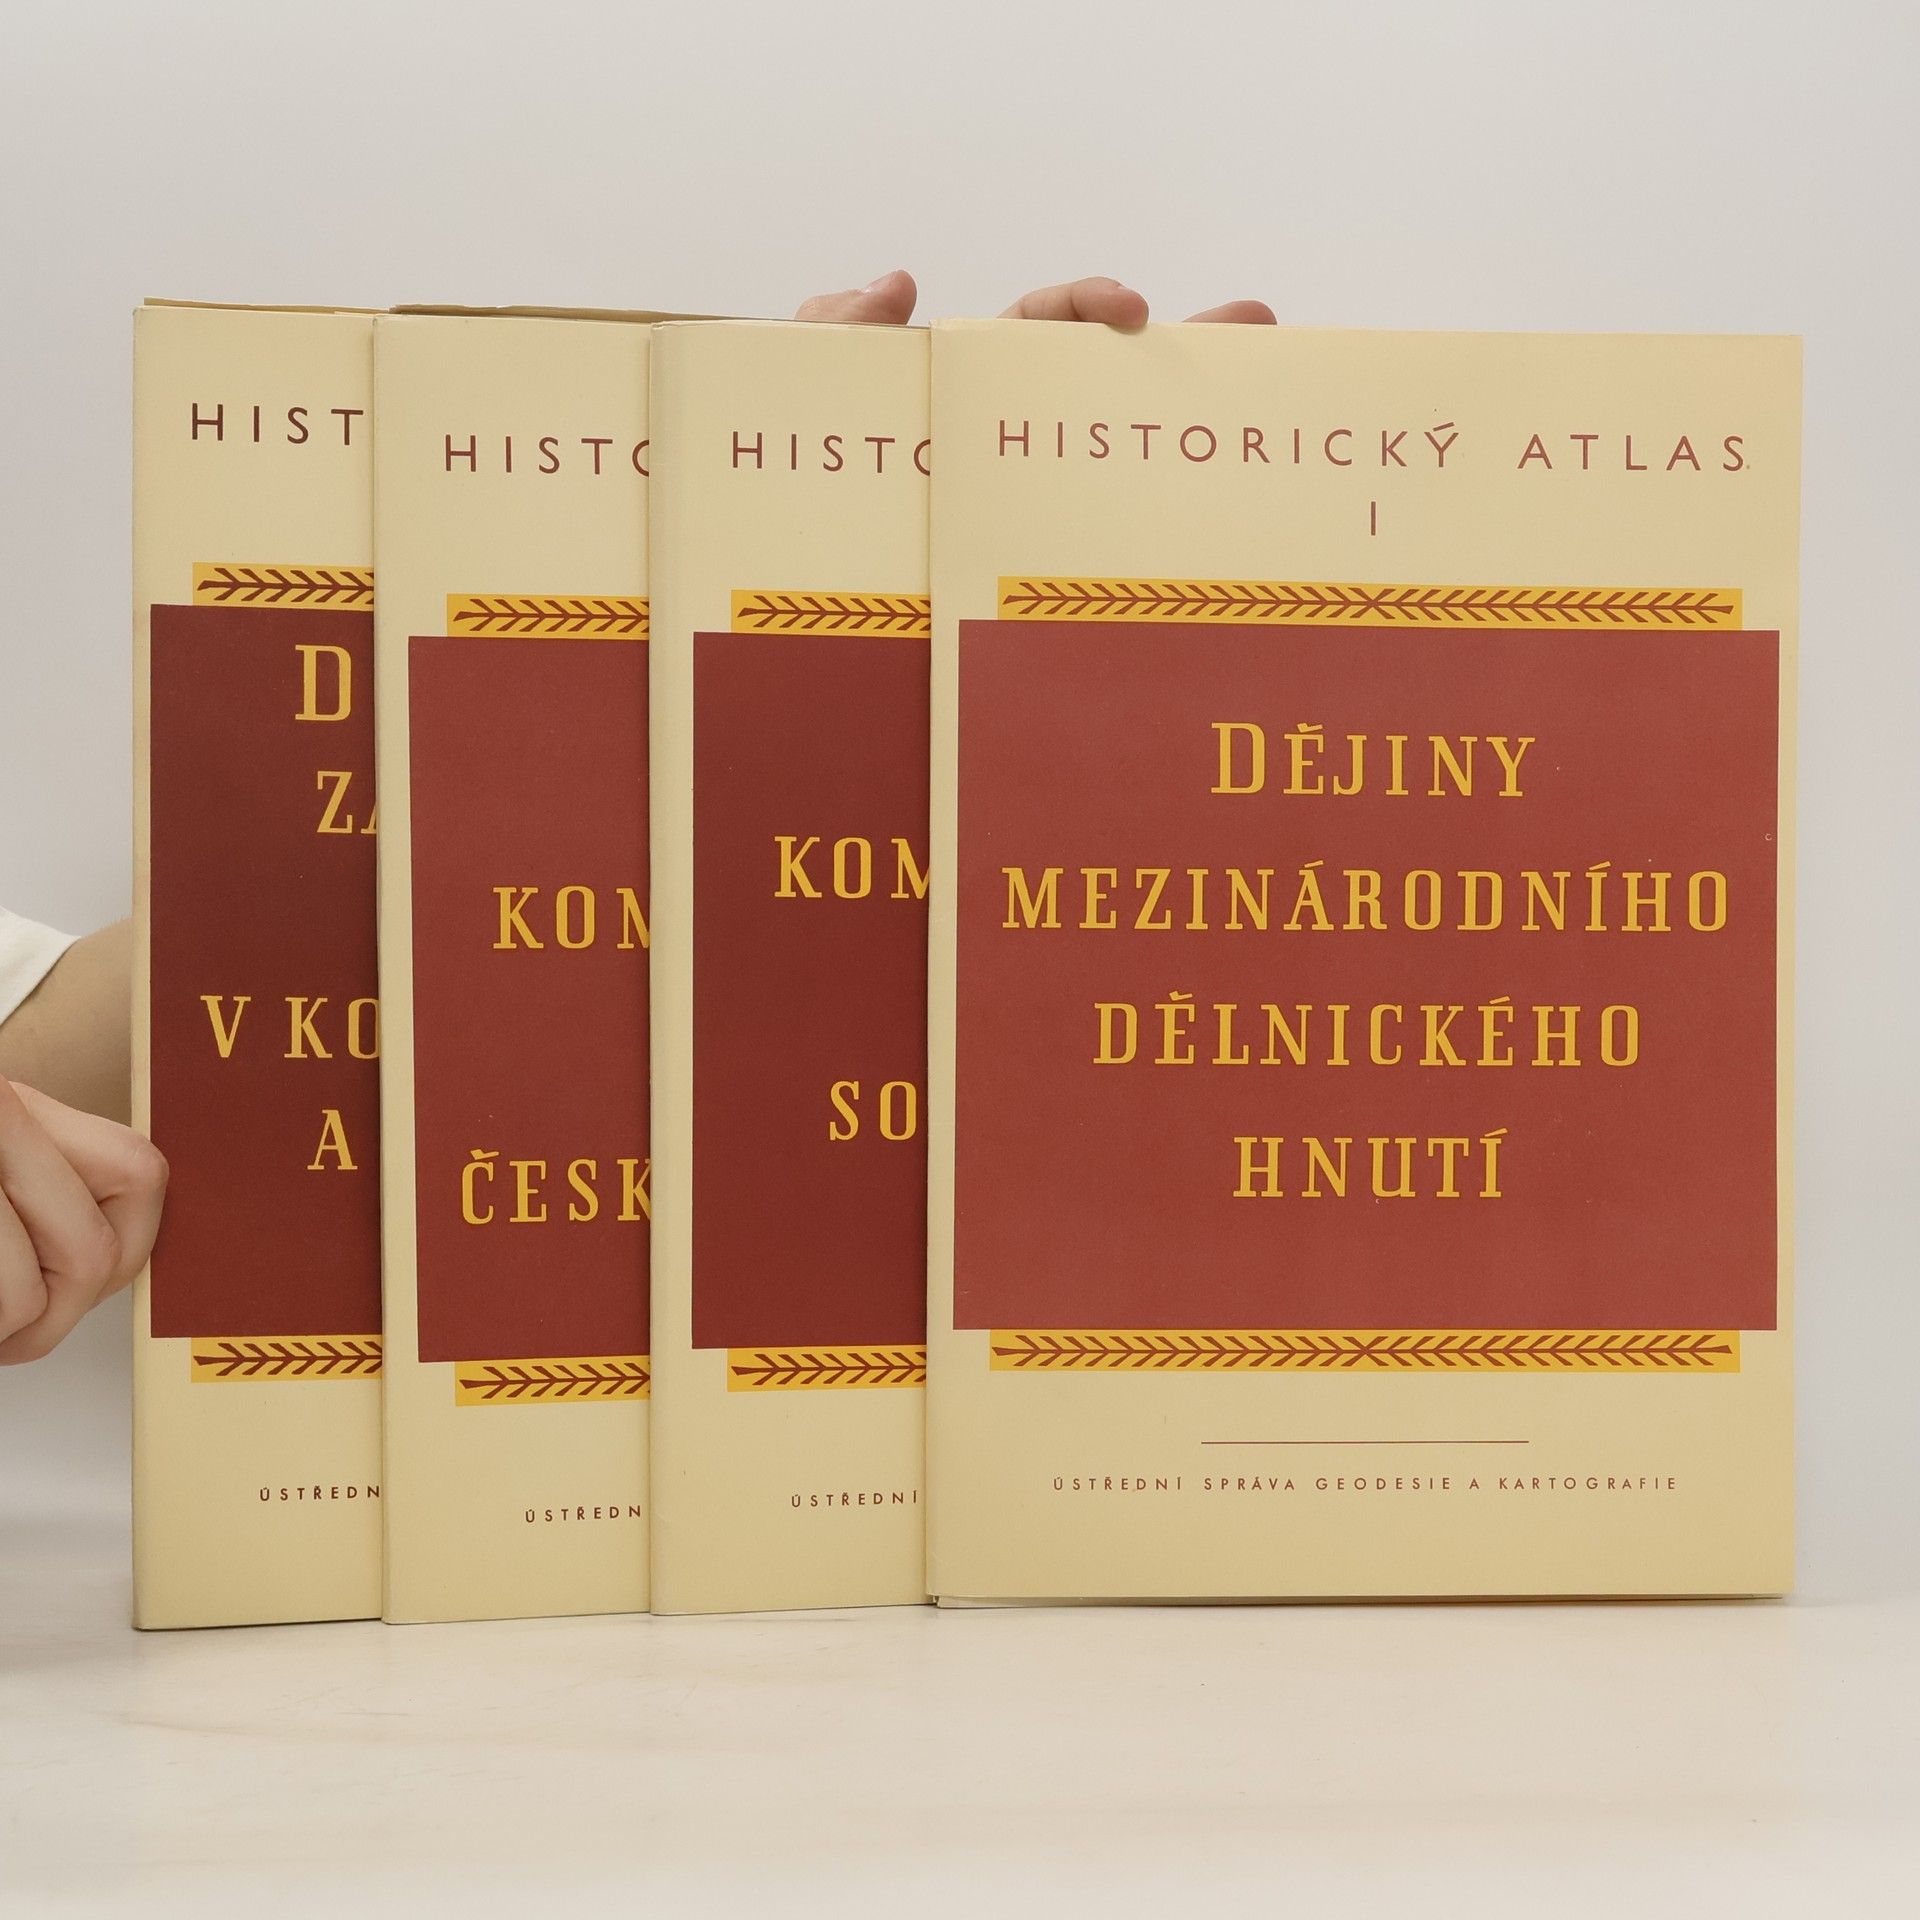 HIST
D
ZA
V KO
A
ÚSTŘEDN
HISTO
KOM
ČESK
ÚSTŘEDN
HISTO
KOM
SO
ÚSTŘEDNÍ
HISTORICKÝ ATLAS
I
DĚJINY
MEZINÁRODNÍHO
DĚLNICKÉHO
HNUTÍ
ÚSTŘEDNÍ SPRÁVA GEODESIE A KARTOGRAFIE